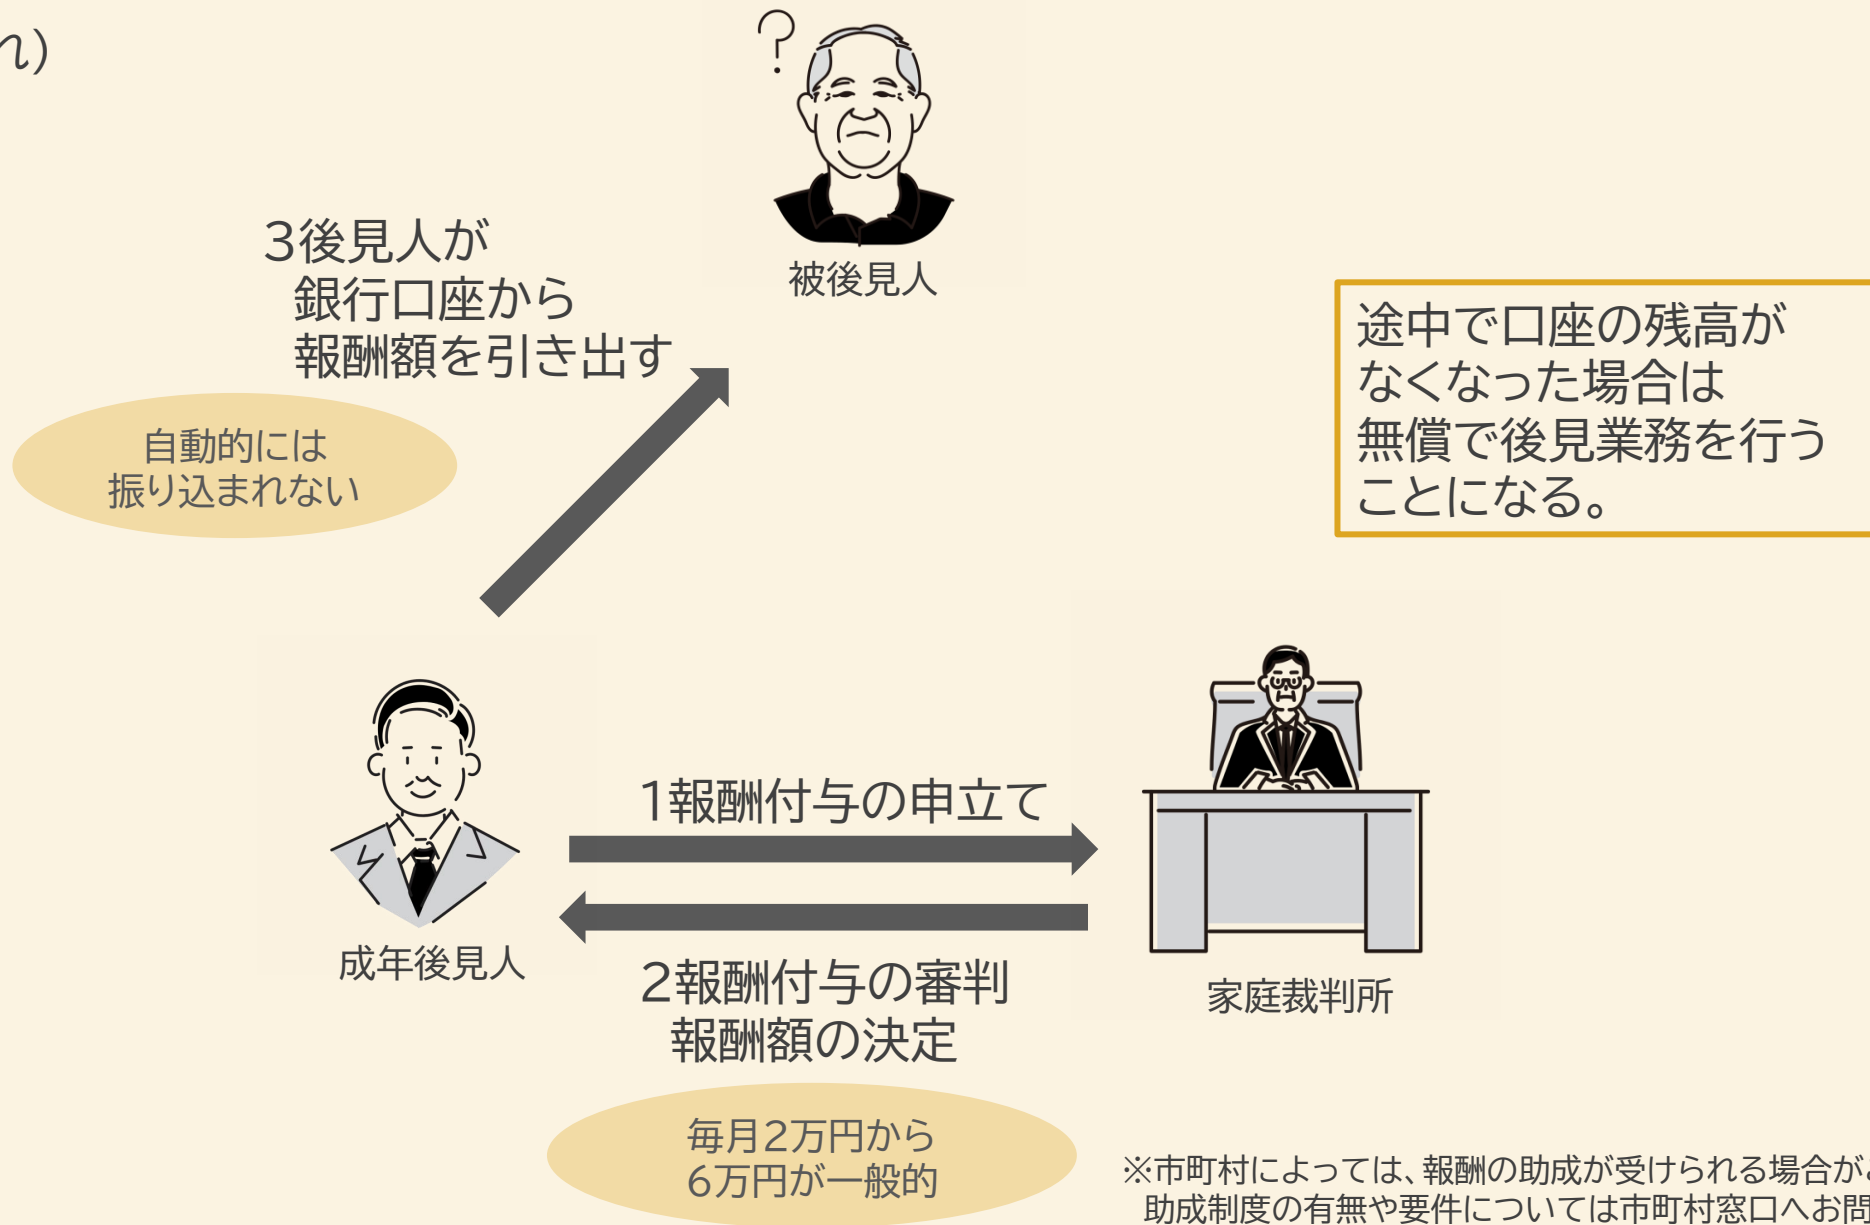 れ）
?
3後見人が
銀行口座から
報酬額を引き出す
自動的には
振り込まれない
被後見人
途中で口座の残高が
なくなった場合は
無償で後見業務を行う
ことになる。
成年後見人
1報酬付与の申立て
2報酬付与の審判
報酬額の決定
毎月2万円から
6万円が一般的
家庭裁判所
※市町村によっては、報酬の助成が受けられる場合が
助成制度の有無や要件については市町村窓口へお問